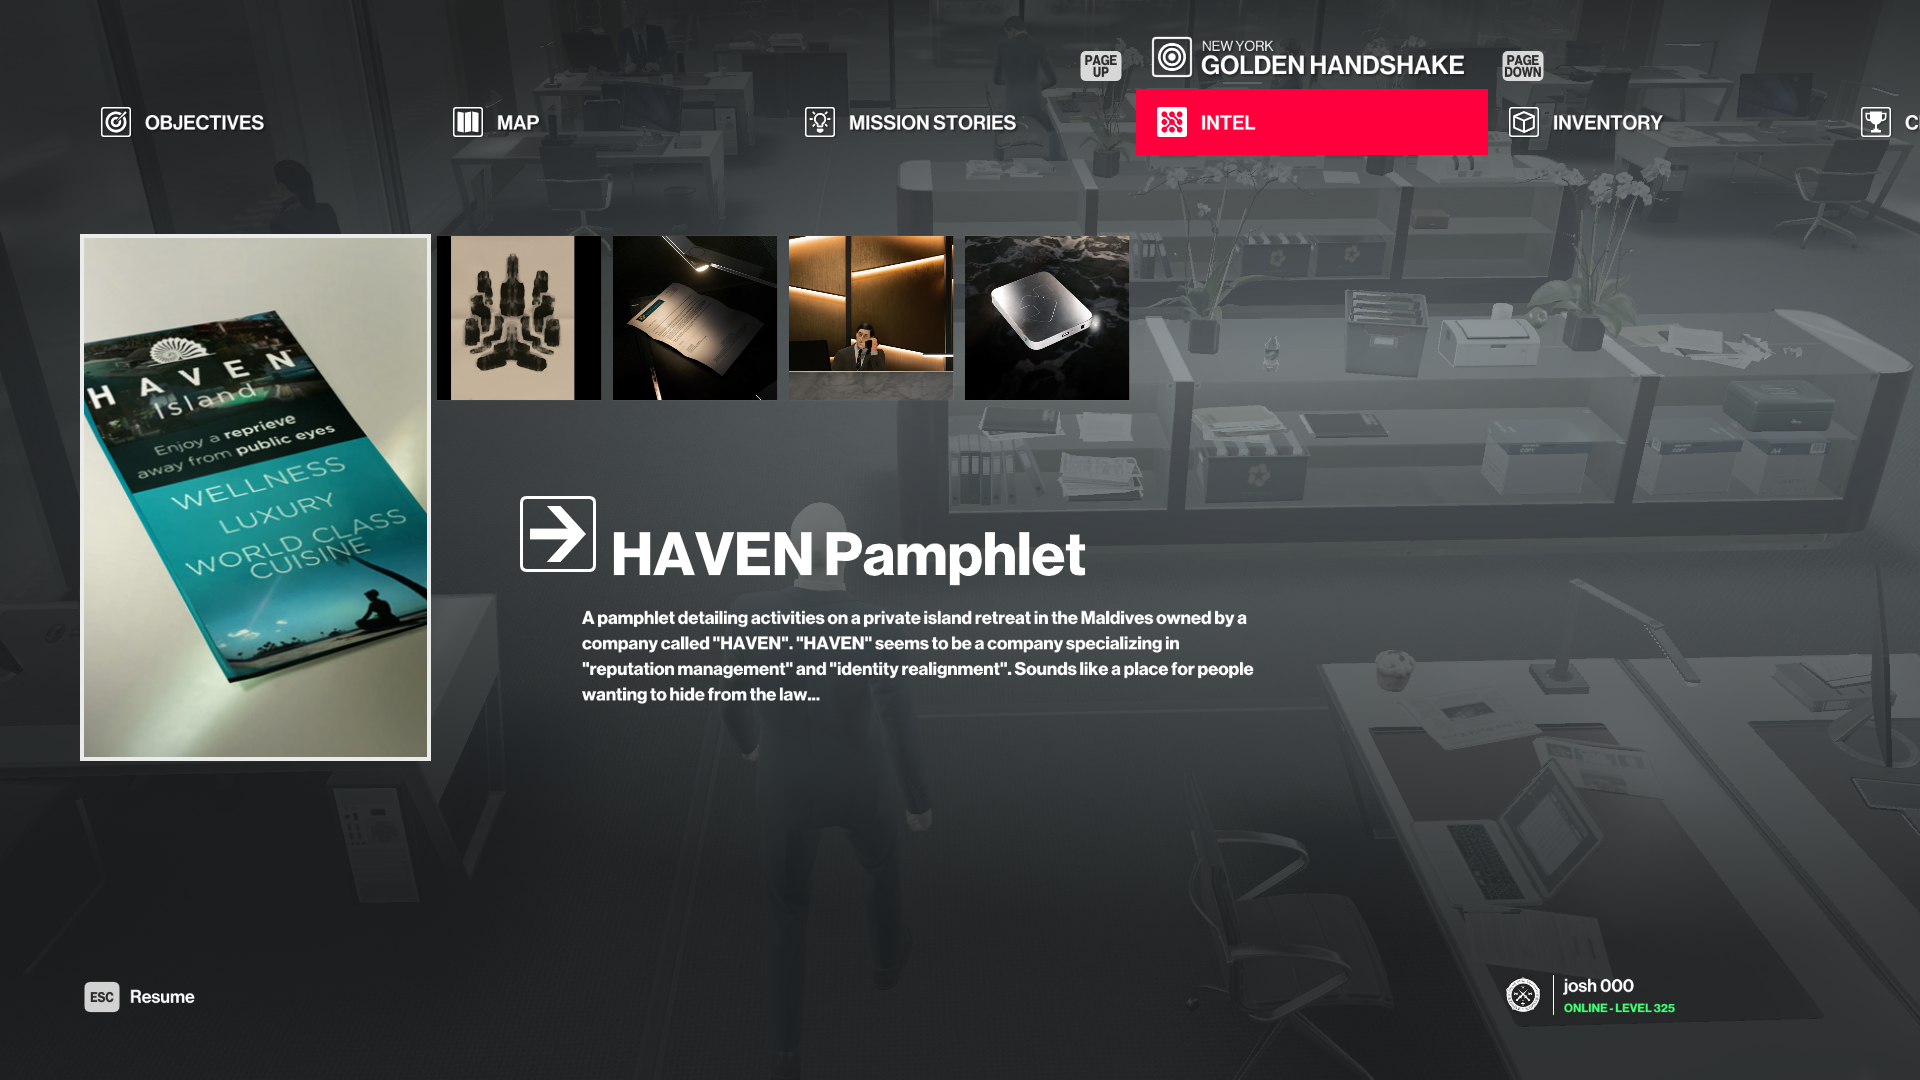 NEW YORK
GOLDEN HANDSHAKE
PAGE UP
PAGE DOWN
OBJECTIVES
MAP
MISSION STORIES
INTEL
INVENTORY
HAVEN
Island
Enjoy a reprieve
away from public eyes
WELLNESS
LUXURY
WORLD CLASS
CUISINE
HAVEN Pamphlet
A pamphlet detailing activities on a private island retreat in the Maldives owned by a
company called "HAVEN". "HAVEN" seems to be a company specializing in
"reputation management" and "identity realignment". Sounds like a place for people
wanting to hide from the law...
ESC Resume
josh 000
ONLINE - LEVEL 325